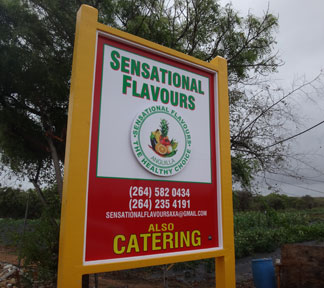 SENSATIONAL
FLAVOURS
SENSATIONAL FLAVOURS
ANGUILLA
THE HEALTHY CHOICE
(264) 582 0434
(264) 235 4191
SENSATIONALFLAVOURSAXA@GMAIL.COM
ALSO
CATERING